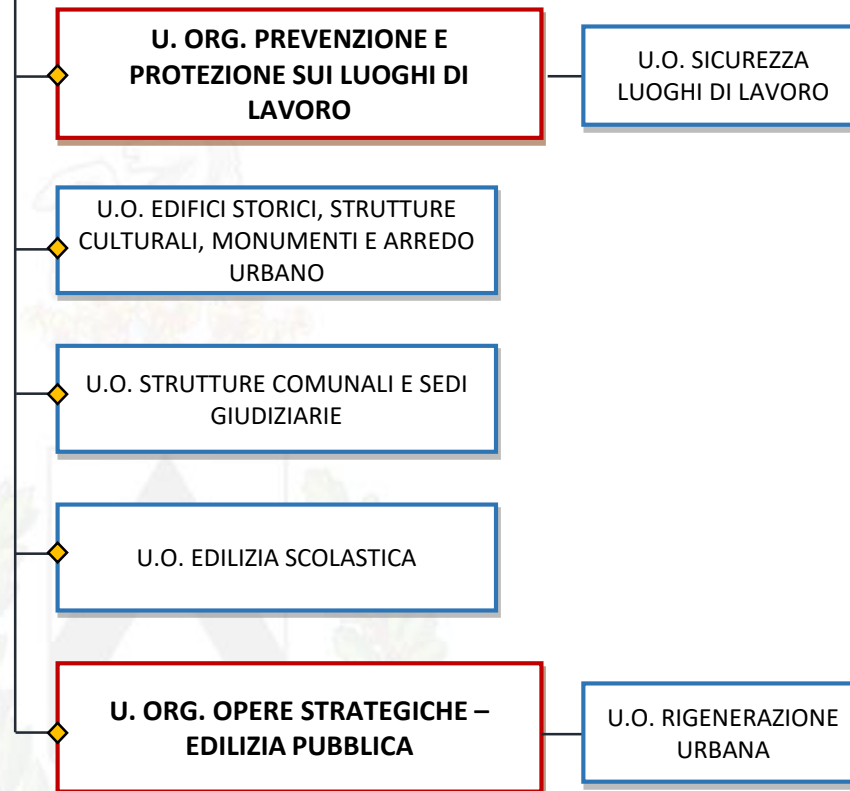 U. ORG. PREVENZIONE E
PROTEZIONE SUI LUOGHI DI
LAVORO
U.O. SICUREZZA
LUOGHI DI LAVORO
U.O. EDIFICI STORICI, STRUTTURE
CULTURALI, MONUMENTI E ARREDO
URBANO
U.O. STRUTTURE COMUNALI E SEDI
GIUDIZIARIE
U.O. EDILIZIA SCOLASTICA
U. ORG. OPERE STRATEGICHE –
EDILIZIA PUBBLICA
U.O. RIGENERAZIONE
URBANA